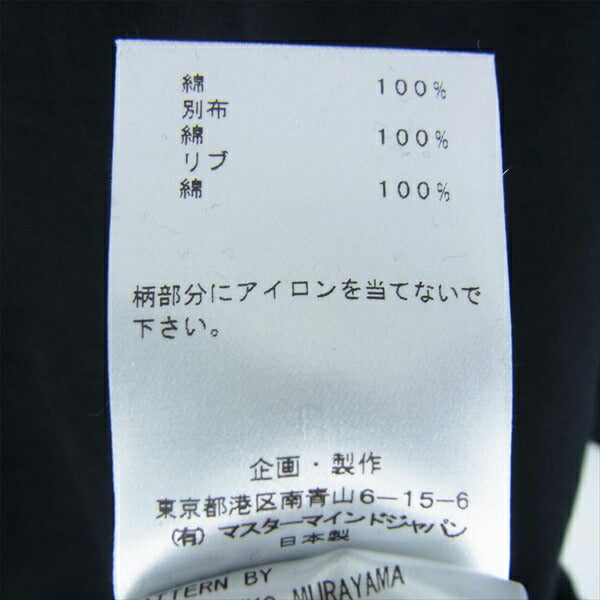 綿 100%
別布
綿 100%
リブ
綿 100%
柄部分にアイロンを当てないで
下さい。
企画・製作
東京都港区南青山6-15-6
(有)マスターマインドジャパン
日本製
BY
MURAYAMA